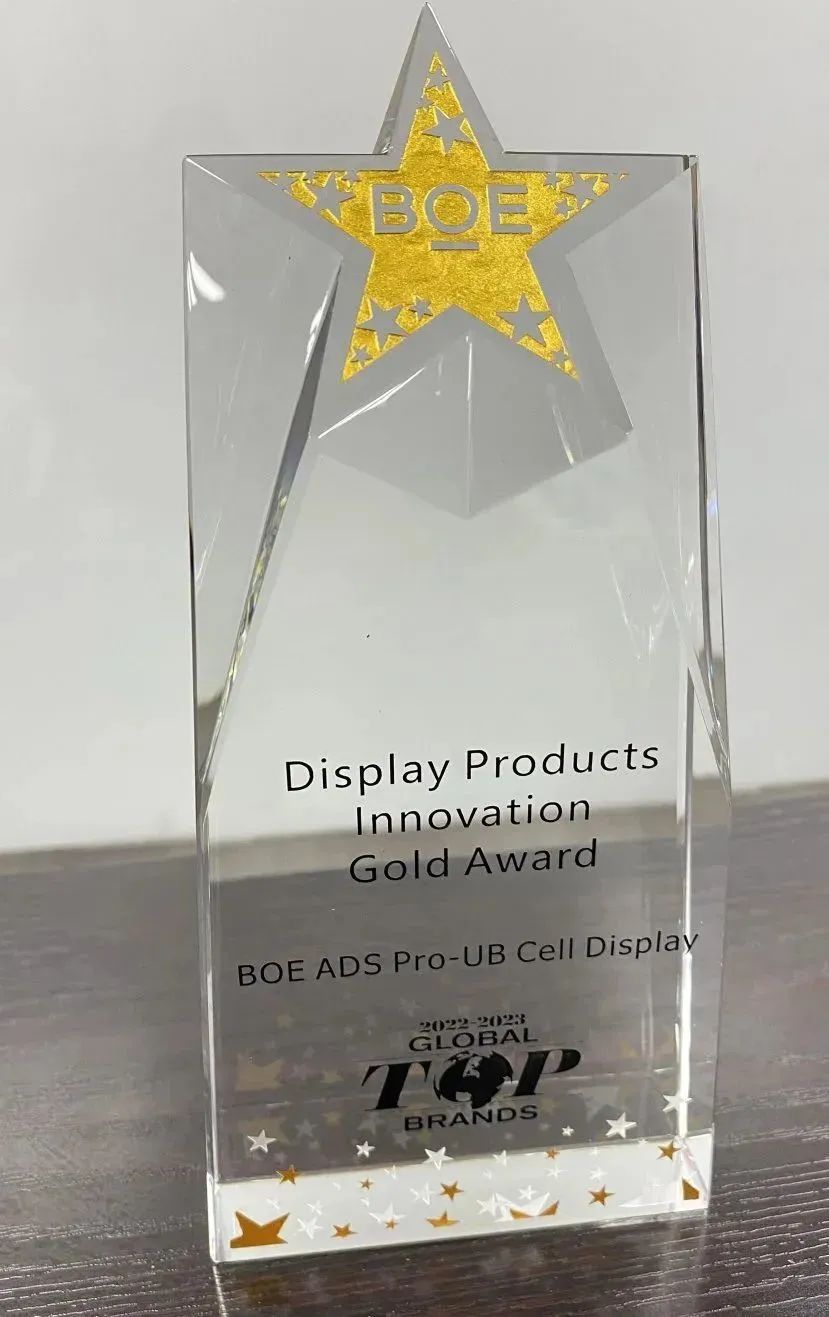 BOE
Display Products
Innovation
Gold Award
BOE ADS Pro-UB Cell Display
2022-2023
GLOBAL
TOP
BRANDS